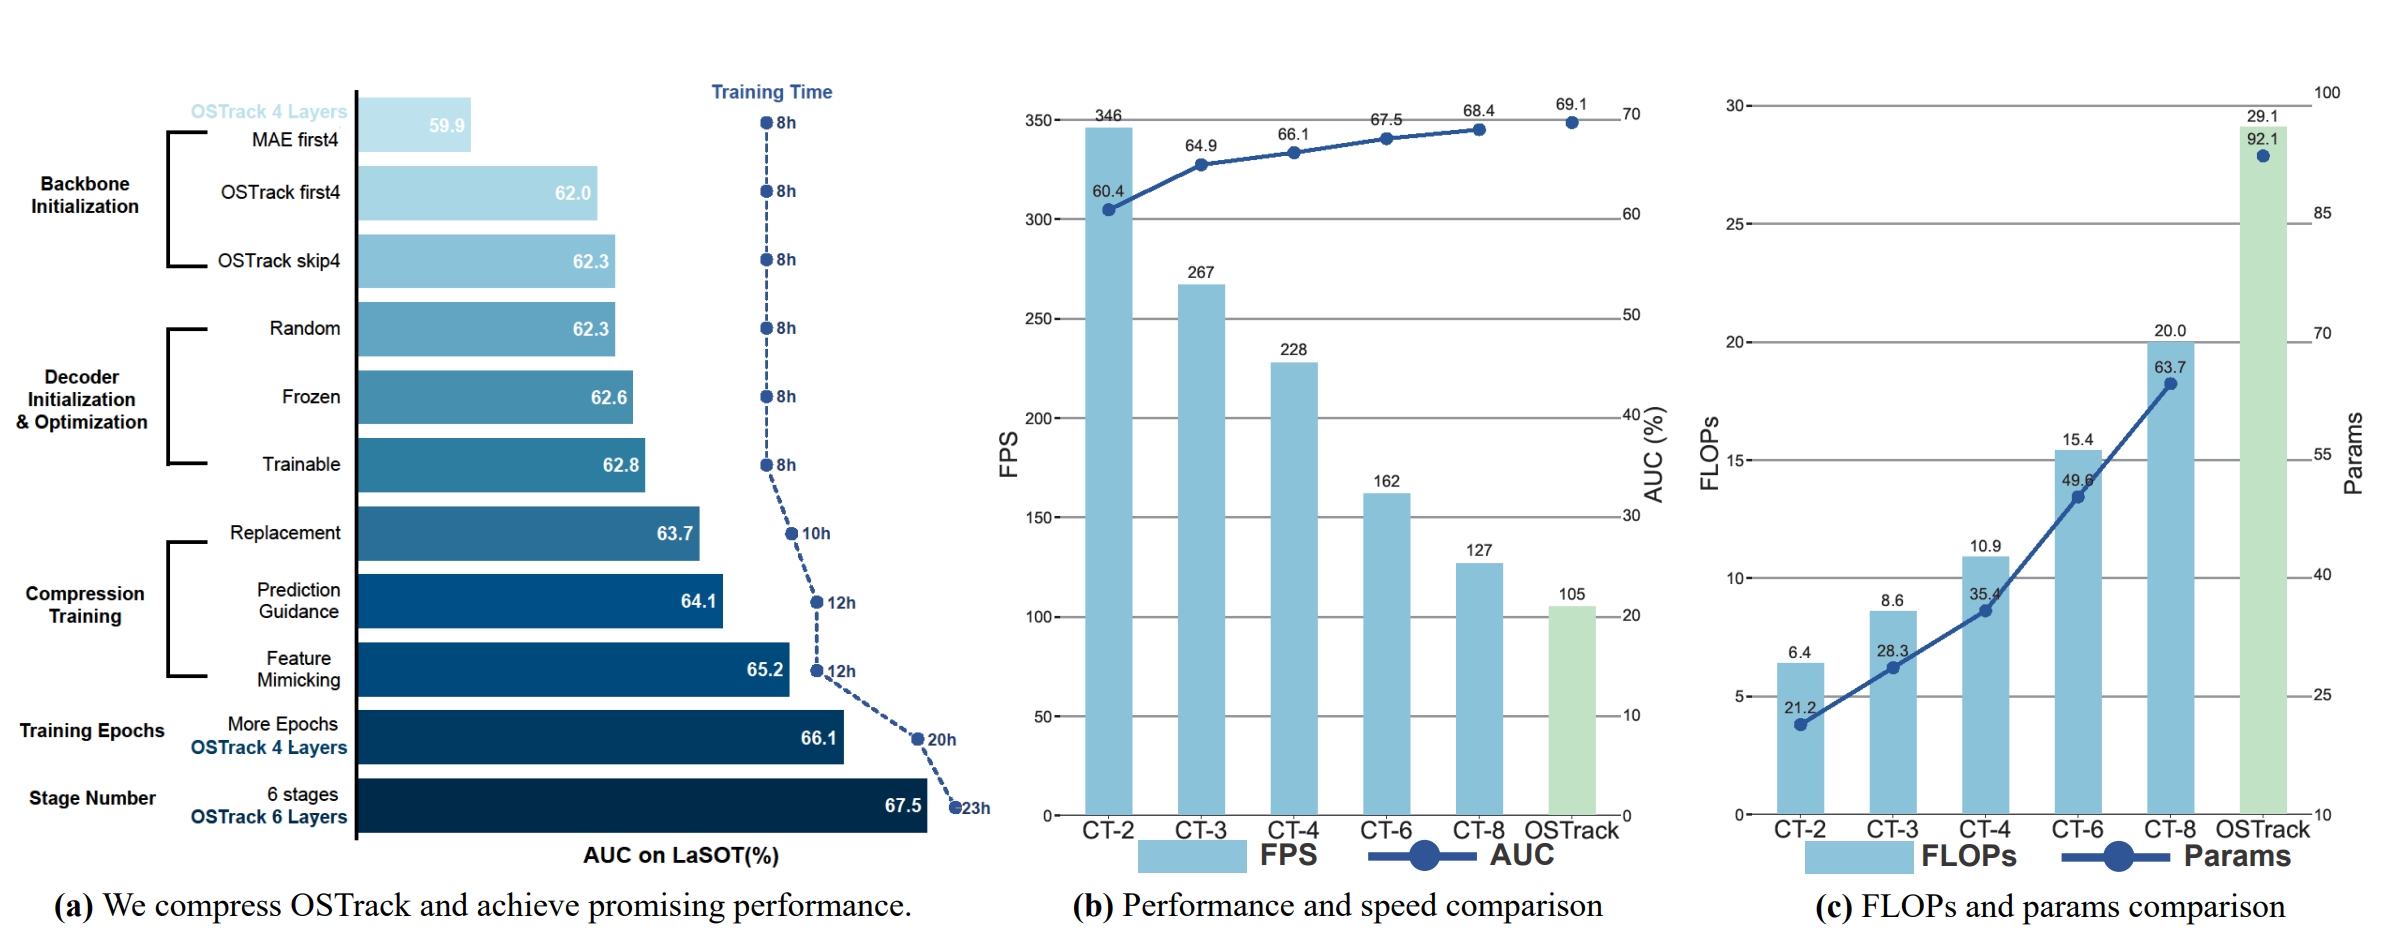 OSTrack 4 Layers
MAE first4
59.9
Backbone
Initialization
OSTrack first4
62.0
OSTrack skip4
62.3
Decoder
Initialization
& Optimization
Random
62.3
Frozen
62.6
Trainable
62.8
Compression
Training
Replacement
63.7
Prediction
Guidance
64.1
Feature
Mimicking
65.2
Training Epochs
More Epochs
OSTrack 4 Layers
66.1
Stage Number
6 stages
OSTrack 6 Layers
67.5
Training Time
8h
8h
8h
8h
8h
8h
10h
12h
12h
20h
23h
AUC on LaSOT(%)
(a) We compress OSTrack and achieve promising performance.
FPS
350
300
250
200
150
100
50
0
346
267
228
162
127
105
60.4
64.9
66.1
67.5
68.4
69.1
70
60
50
40
30
20
10
0
AUC (%)
CT-2 CT-3 CT-4 CT-6 CT-8 OSTrack
FPS AUC
(b) Performance and speed comparison
FLOPs
30
25
20
15
10
5
0
6.4
8.6
10.9
15.4
20.0
29.1
21.2
28.3
35.4
49.6
63.7
92.1
100
85
70
55
40
25
10
Params
CT-2 CT-3 CT-4 CT-6 CT-8 OSTrack
FLOPs Params
(c) FLOPs and params comparison